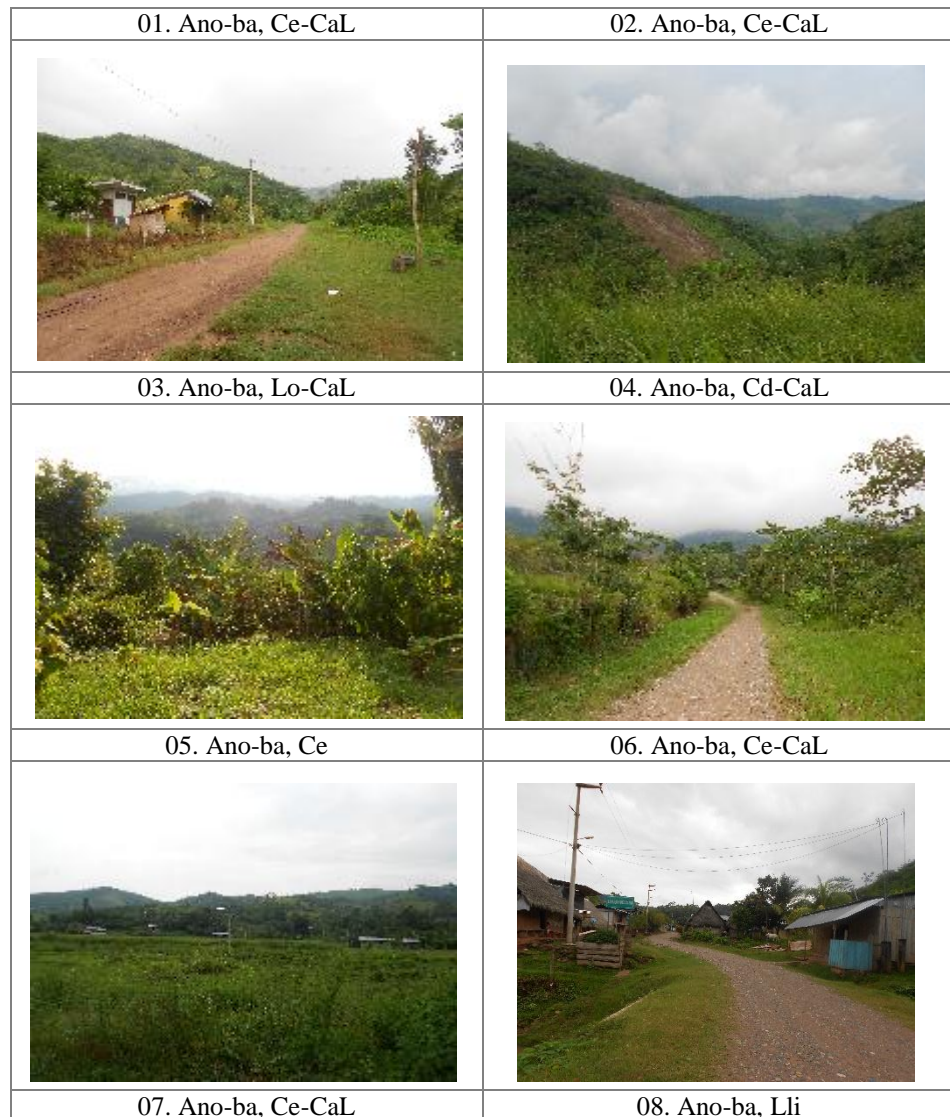 01. Ano-ba, Ce-CaL
02. Ano-ba, Ce-CaL
03. Ano-ba, Lo-CaL
04. Ano-ba, Cd-CaL
05. Ano-ba, Ce
06. Ano-ba, Ce-CaL
07. Ano-ba, Ce-CaL
08. Ano-ba, Lli